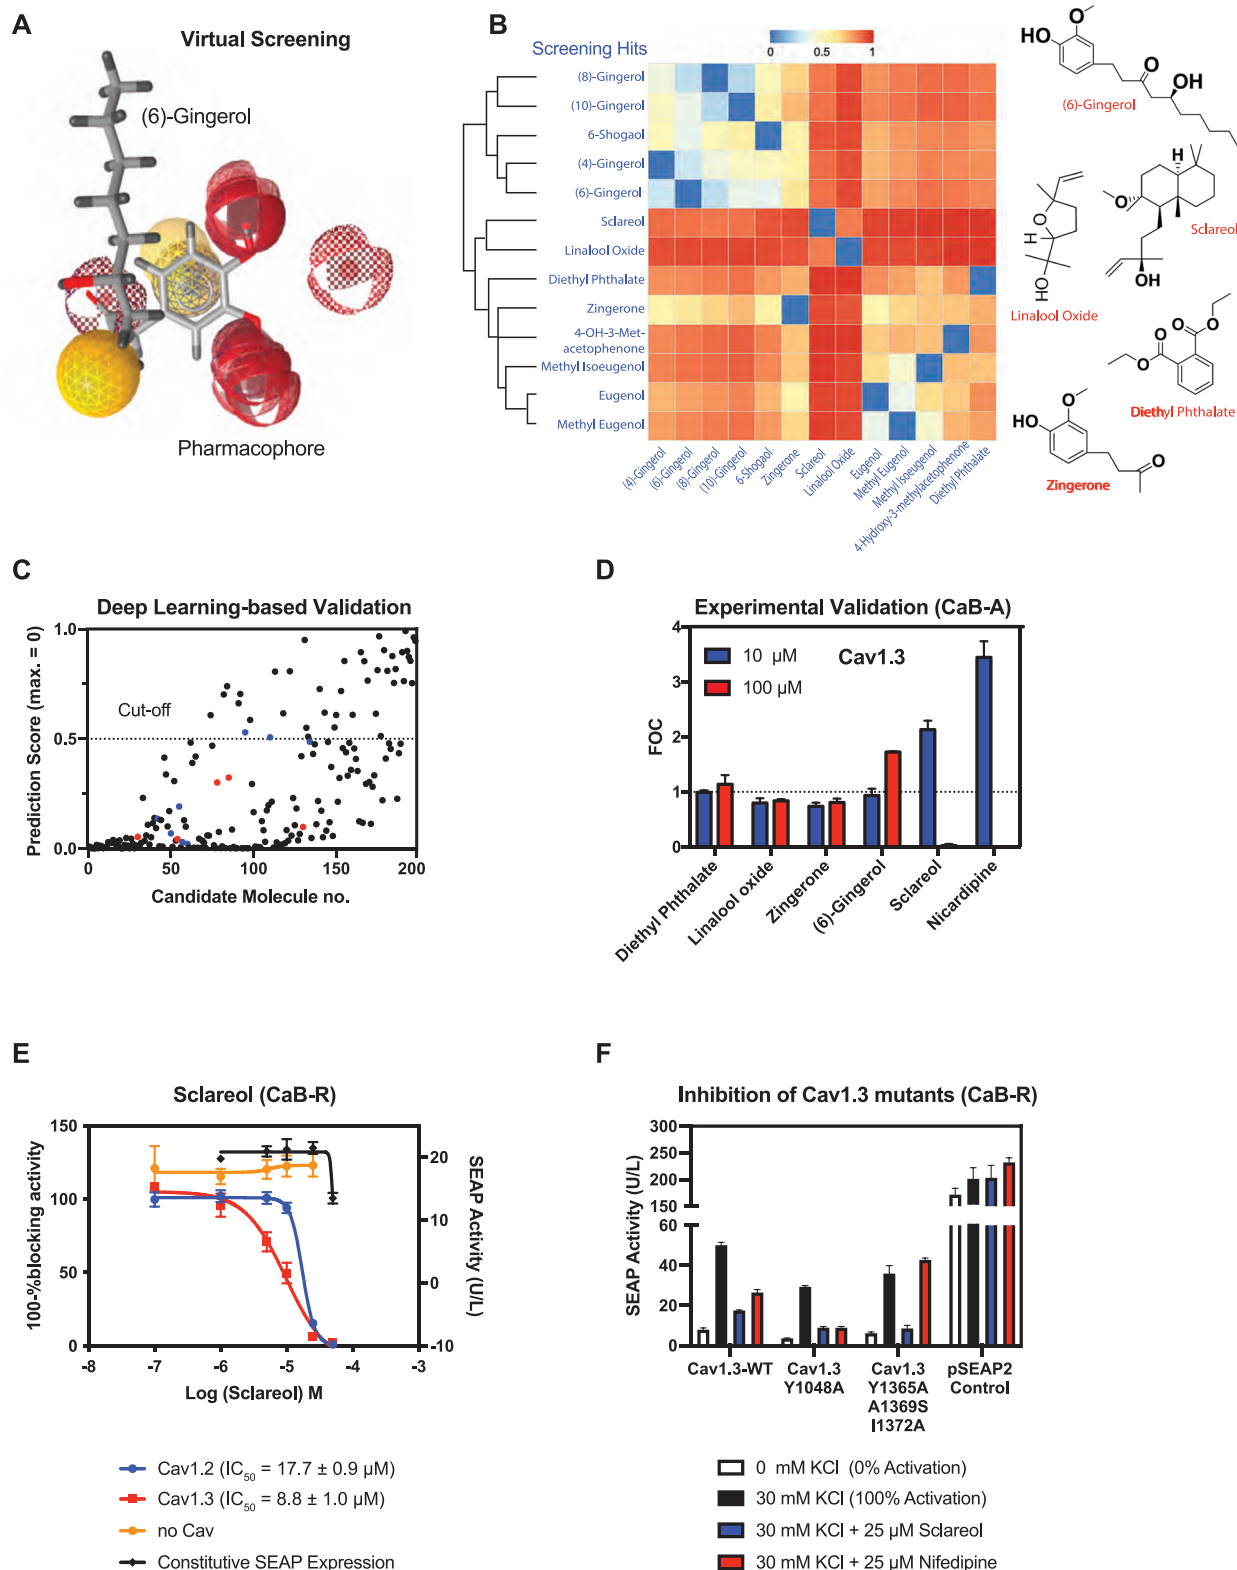 A
Virtual Screening
(6)-Gingerol
Pharmacophore
B
Screening Hits
0
0.5
1
(8)-Gingerol
(10)-Gingerol
6-Shogaol
(4)-Gingerol
(6)-Gingerol
Sclareol
Linalool Oxide
Diethyl Phthalate
Zingerone
4-OH-3-Met-
acetophenone
Methyl Isoeugenol
Eugenol
Methyl Eugenol
(4)-Gingerol
(6)-Gingerol
(8)-Gingerol
(10)-Gingerol
6-Shogaol
Zingerone
Sclareol
Linalool Oxide
Eugenol
Methyl Eugenol
Methyl Isoeugenol
4-Hydroxy-3-methylacetophenone
Diethyl Phthalate
O
HO
O
OH
(6)-Gingerol
H
O
OH
Sclareol
O
H
HO
Linalool Oxide
O
O
O
O
Diethyl Phthalate
O
HO
O
Zingerone
C
Deep Learning-based Validation
Prediction Score (max. = 0)
1.0
0.5
0.0
Cut-off
0
50
100
150
200
Candidate Molecule no.
D
Experimental Validation (CaB-A)
FOC
4
3
2
1
0
10 µM
100 µM
Cav1.3
Diethyl Phthalate
Linalool oxide
Zingerone
(6)-Gingerol
Sclareol
Nicardipine
E
Sclareol (CaB-R)
100-%blocking activity
150
100
50
0
-8
-7
-6
-5
-4
-3
Log (Sclareol) M
20
10
0
-10
SEAP Activity (U/L)
Cav1.2 (IC50 = 17.7 ± 0.9 µM)
Cav1.3 (IC50 = 8.8 ± 1.0 µM)
no Cav
Constitutive SEAP Expression
F
Inhibition of Cav1.3 mutants (CaB-R)
SEAP Activity (U/L)
300
250
200
150
60
40
20
0
Cav1.3-WT
Cav1.3
Y1048A
Cav1.3
Y1365A
A1369S
I1372A
pSEAP2
Control
0 mM KCl (0% Activation)
30 mM KCl (100% Activation)
30 mM KCl + 25 µM Sclareol
30 mM KCl + 25 µM Nifedipine